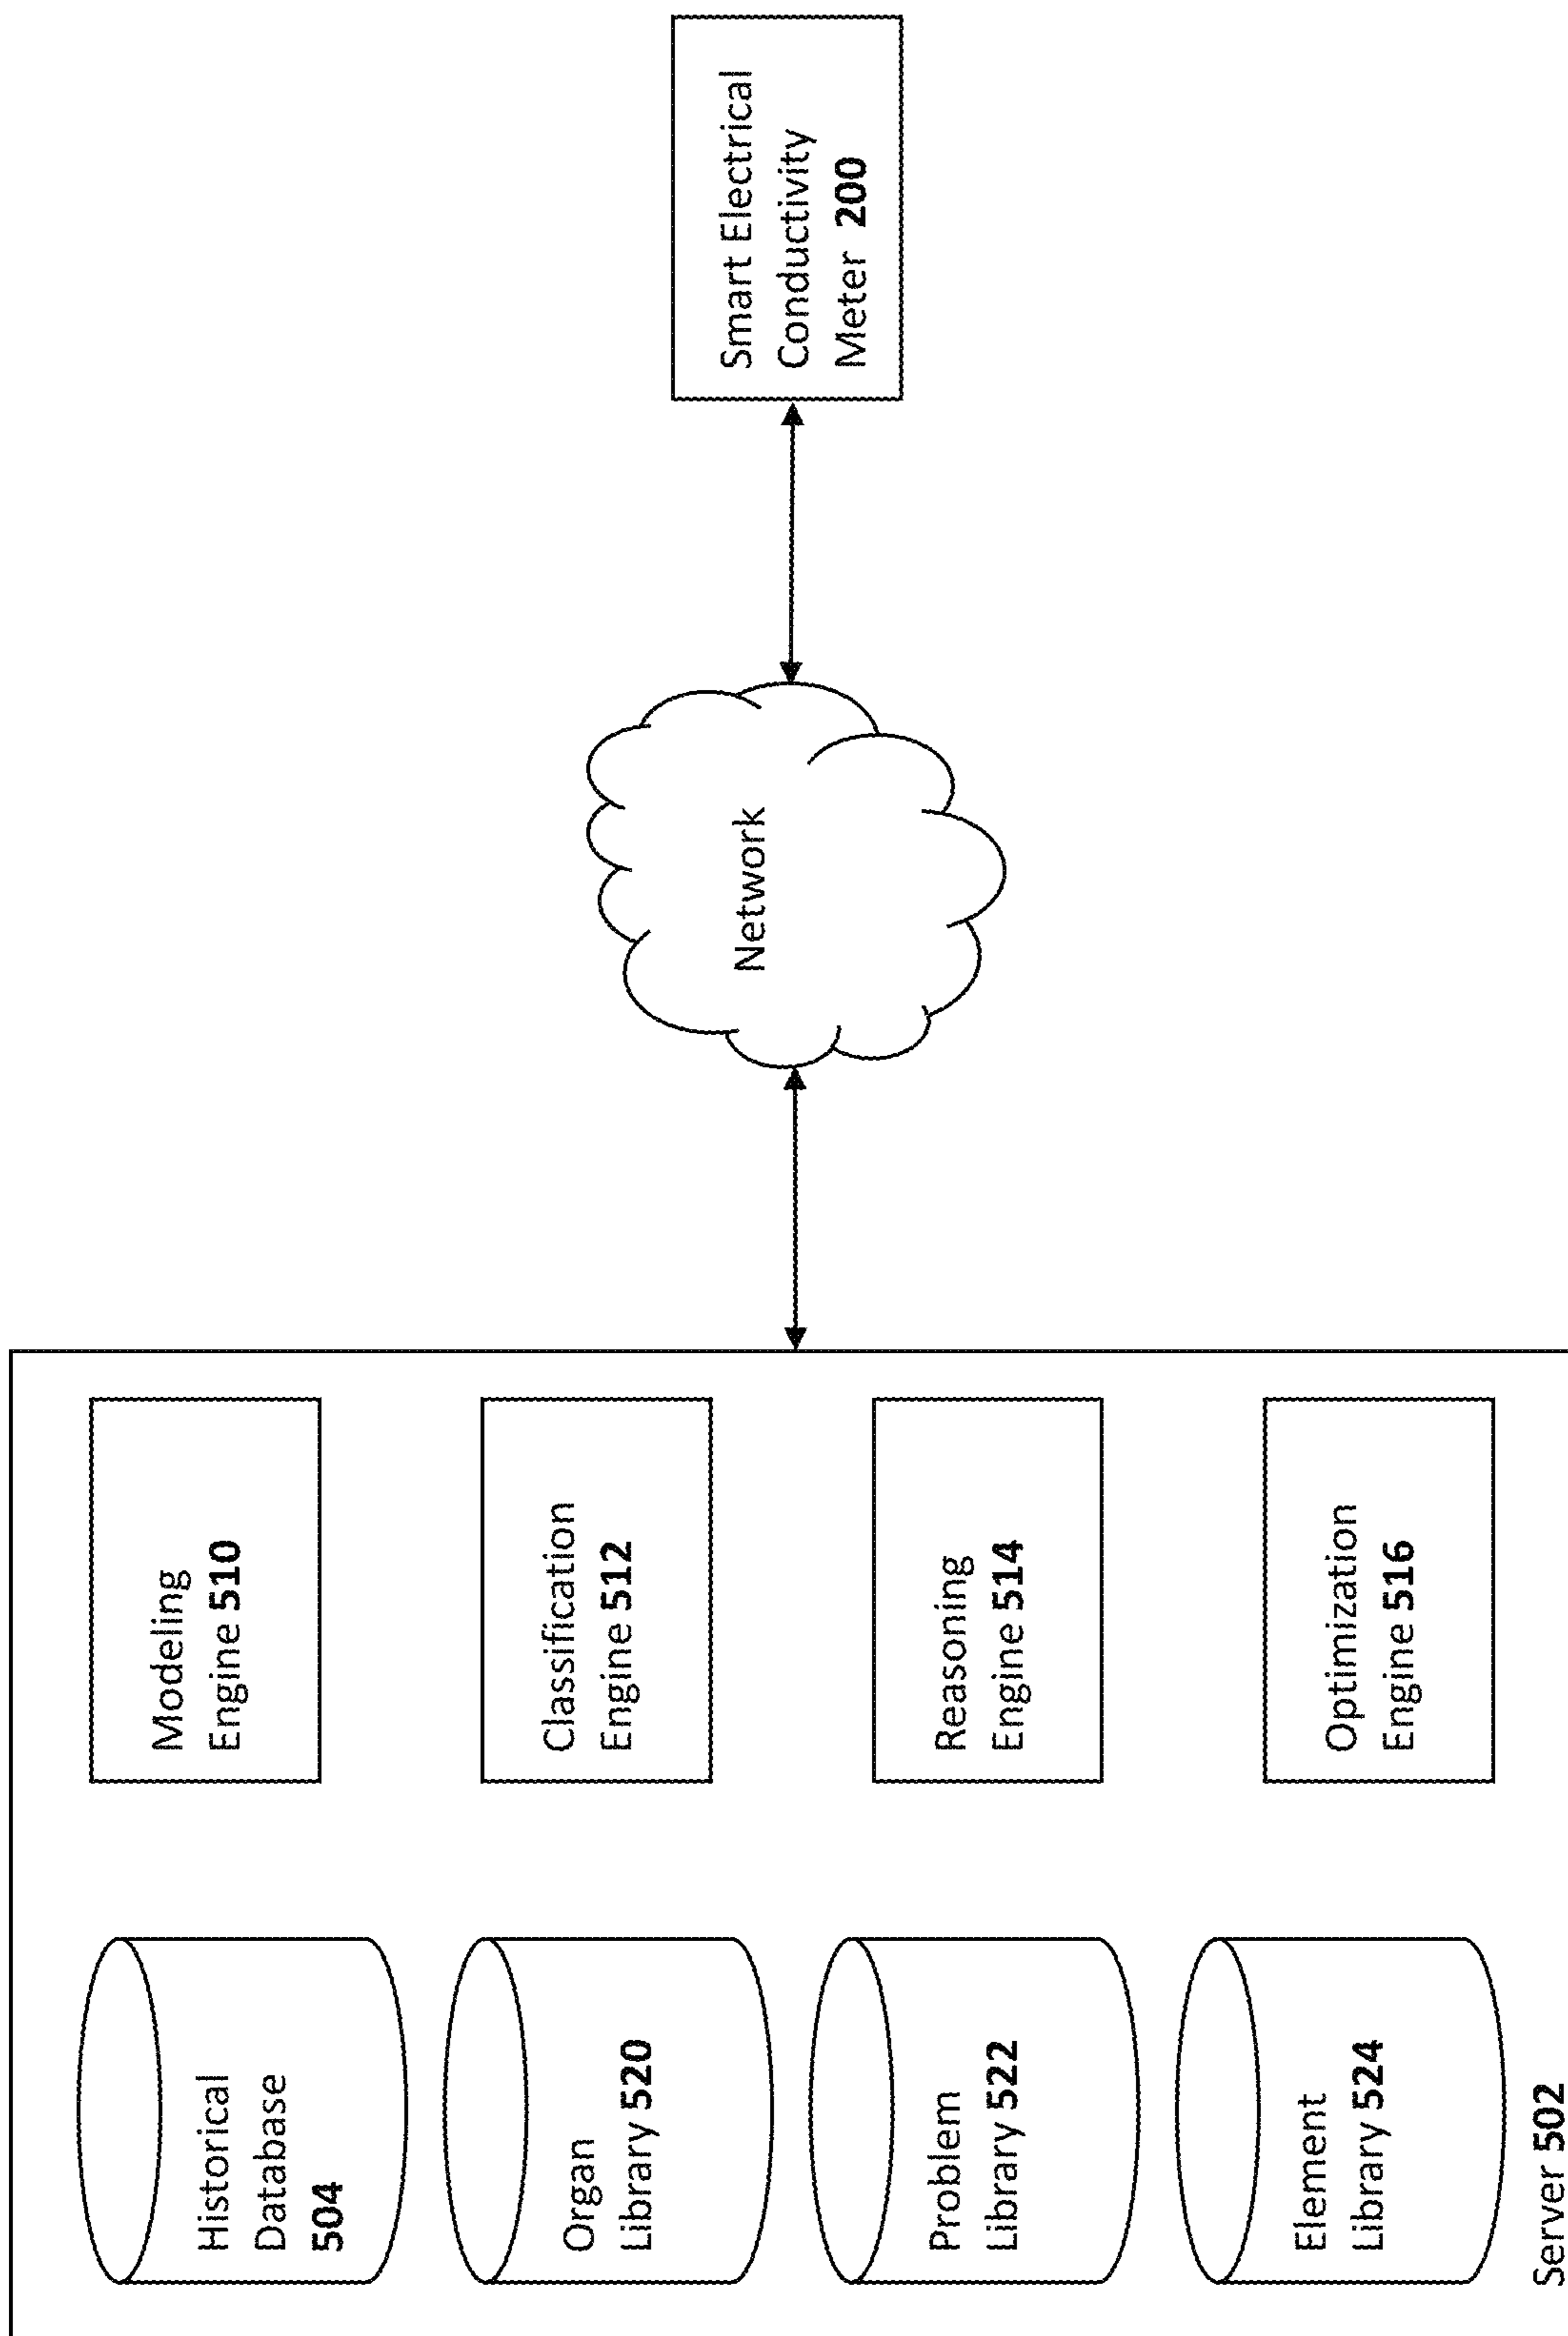 Historical
Database
504
Organ
Library 520
Problem
Library 522
Element
Library 524
Modeling
Engine 510
Classification
Engine 512
Reasoning
Engine 514
Optimization
Engine 516
Server 502
Network
Smart Electrical
Conductivity
Meter 200